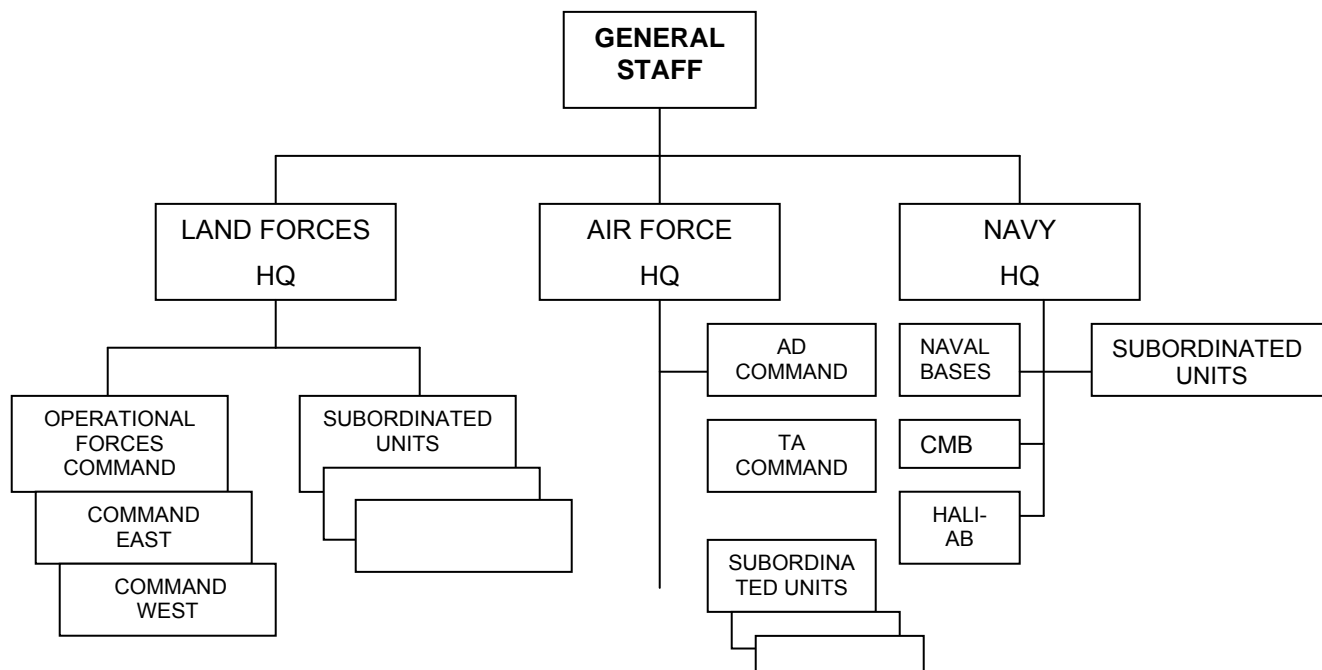 GENERAL
STAFF
LAND FORCES
HQ
AIR FORCE
HQ
NAVY
HQ
OPERATIONAL
FORCES
COMMAND
COMMAND
EAST
COMMAND
WEST
SUBORDINATED
UNITS
AD
COMMAND
TA
COMMAND
SUBORDINA
TED UNITS
NAVAL
BASES
CMB
HALI-
AB
SUBORDINATED
UNITS